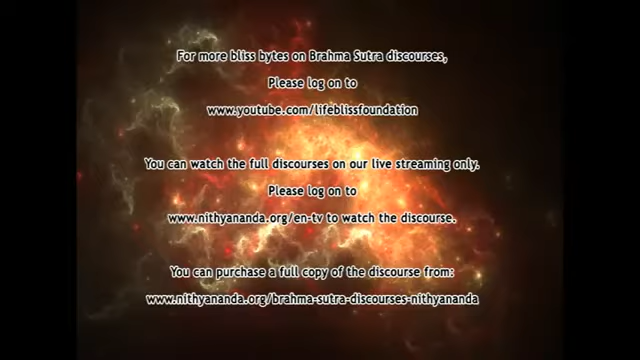 For more bliss bytes on Brahma Sutra discourses,
Please log on to
www.youtube.com/lifeblissfoundation
You can watch the full discourses on our live streaming only.
Please log on to
www.nithyananda.org/en-tv to watch the discourse.
You can purchase a full copy of the discourse from:
www.nithyananda.org/brahma-sutra-discourses-nithyananda